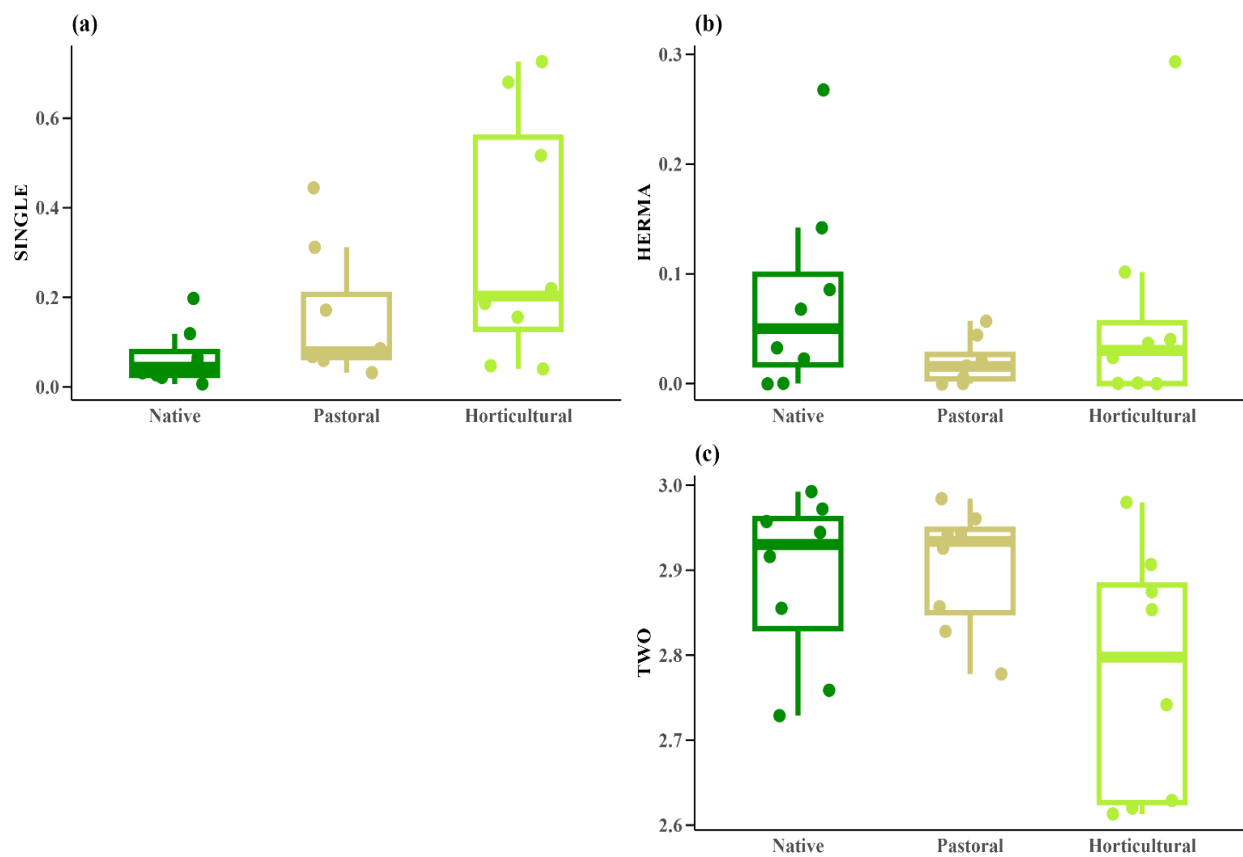 (a)
SINGLE
0.6
0.4
0.2
0.0
Native Pastoral Horticultural
(b)
HERMA
0.3
0.2
0.1
0.0
Native Pastoral Horticultural
(c)
TWO
3.0
2.9
2.8
2.7
2.6
Native Pastoral Horticultural